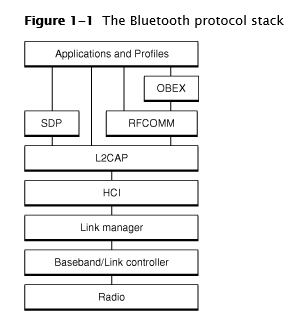 Figure 1–1 The Bluetooth protocol stack
Applications and Profiles
OBEX
SDP
RFCOMM
L2CAP
HCI
Link manager
Baseband/Link controller
Radio